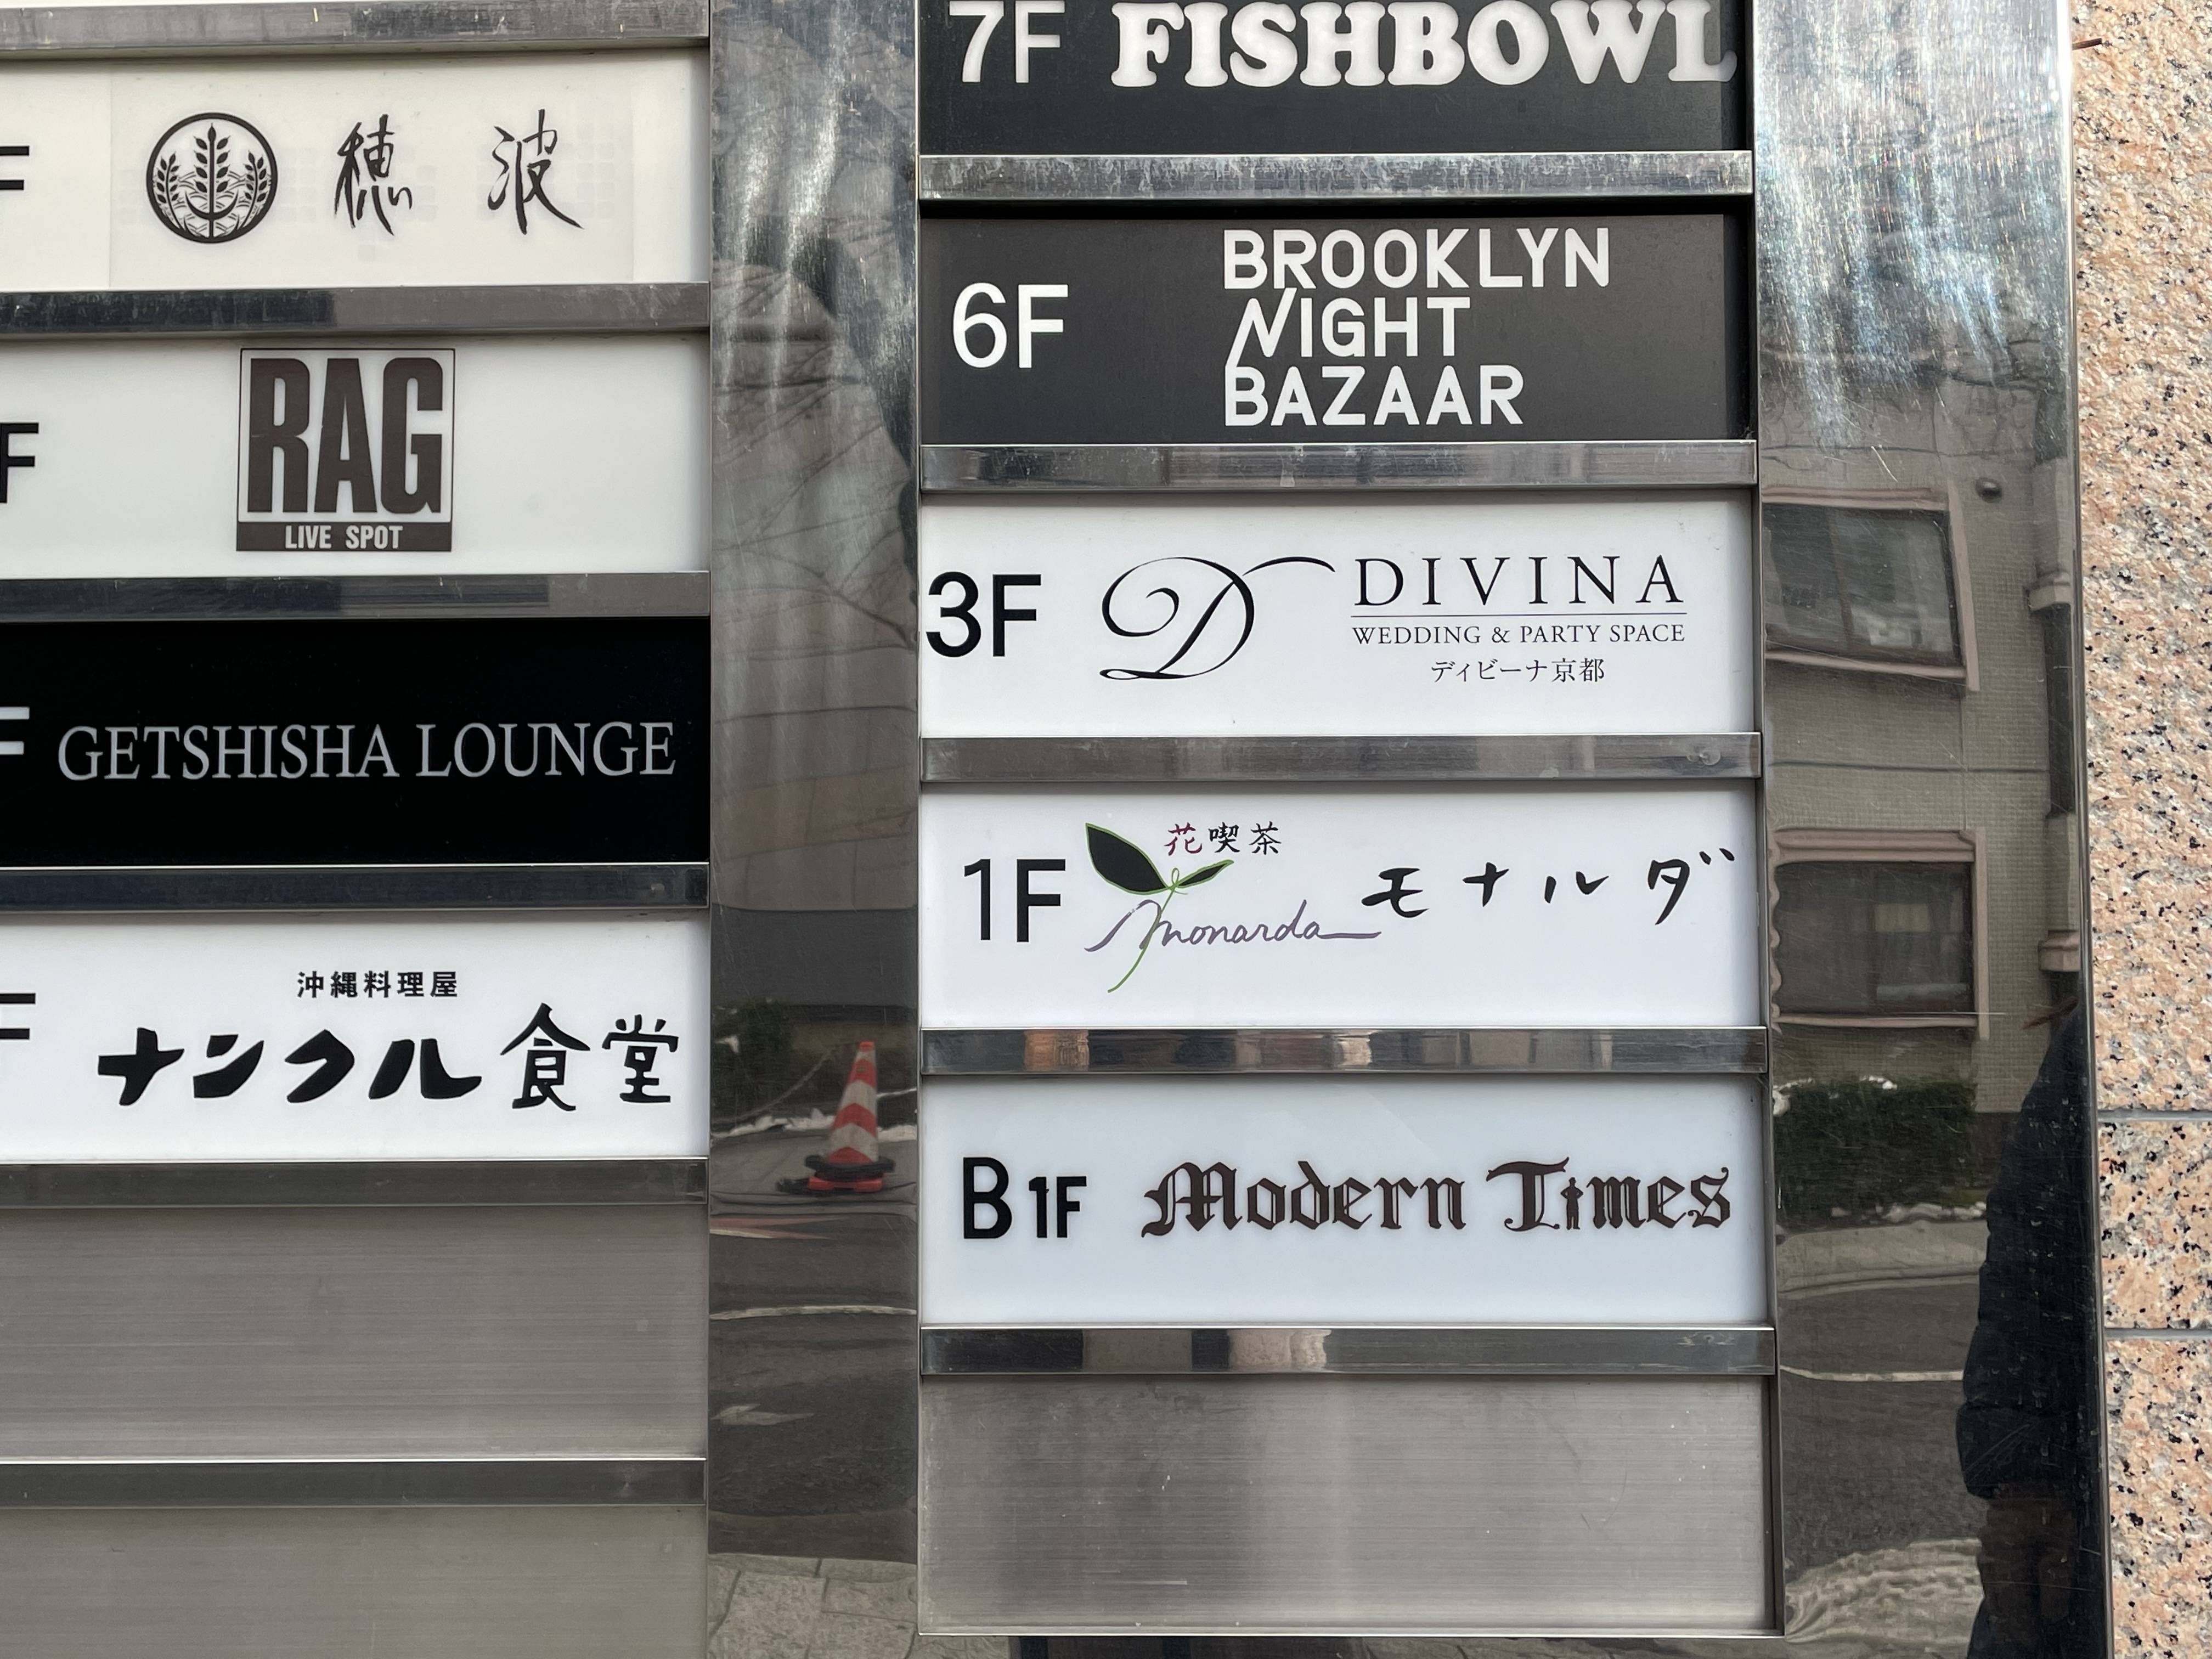 F 穂波
F RAG
LIVE SPOT
F GETSHISHA LOUNGE
F 沖縄料理屋
ナンクル食堂
7F FISHBOWL
6F BROOKLYN
NIGHT
BAZAAR
3F D DIVINA
WEDDING & PARTY SPACE
ディビーナ京都
1F 花喫茶
monarda モナルダ
B1F Modern Times